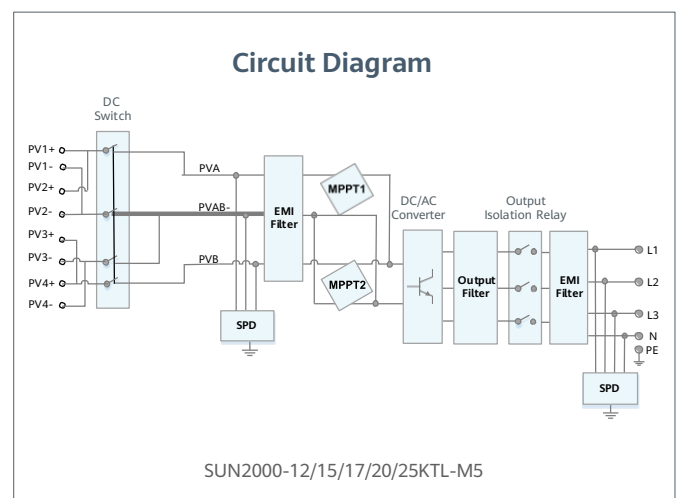 Circuit Diagram
DC
Switch
PV1+
PV1-
PV2+
PV2-
PV3+
PV3-
PV4+
PV4-
PVA
PVAB-
PVB
EMI
Filter
SPD
MPPT1
MPPT2
DC/AC
Converter
Output
Filter
Output
Isolation Relay
EMI
Filter
L1
L2
L3
N
PE
SPD
SUN2000-12/15/17/20/25KTL-M5